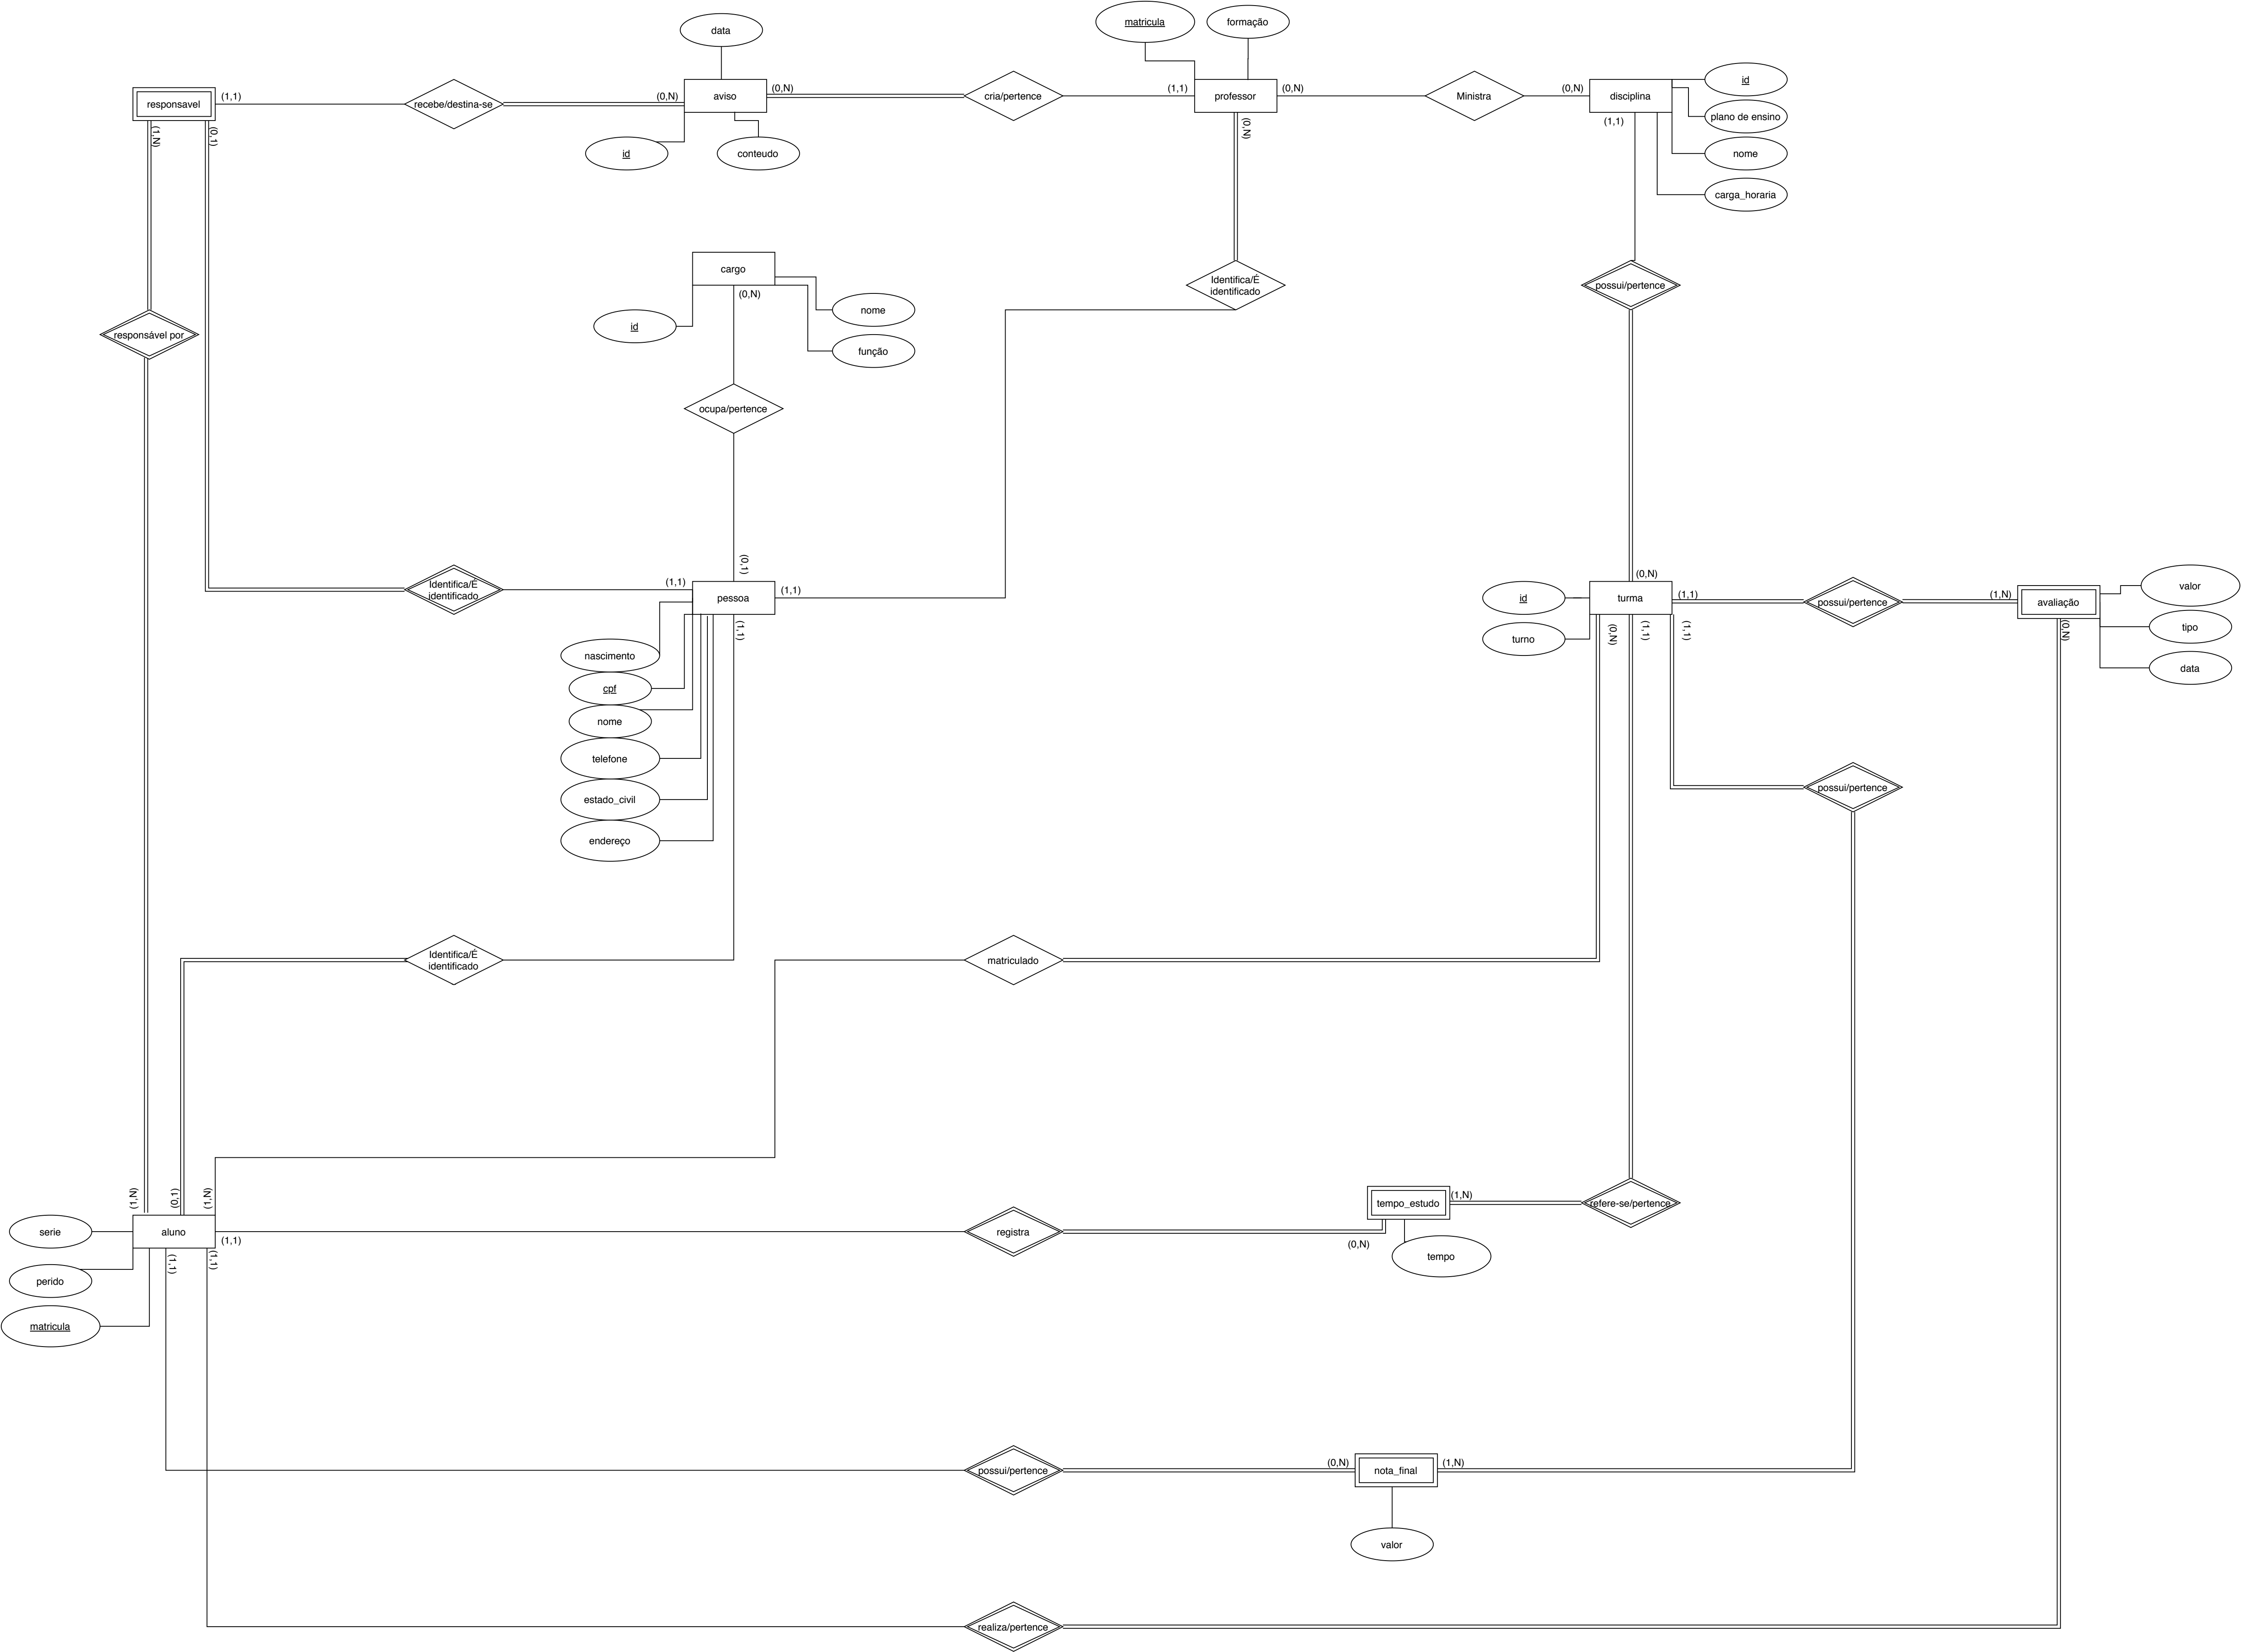 data
matricula
formação
responsavel
(1,1)
recebe/destina-se
(0,N)
aviso
(0,N)
cria/pertence
(1,1)
professor
(0,N)
Ministra
(0,N)
disciplina
id
plano de ensino
nome
carga_horaria
(1,N)
(0,1)
id
conteudo
(0,N)
(1,1)
cargo
(0,N)
id
nome
função
Identifica/É
identificado
possui/pertence
responsável por
ocupa/pertence
(0,1)
Identifica/É
identificado
(1,1)
pessoa
(1,1)
(1,1)
nascimento
cpf
nome
telefone
estado_civil
endereço
(0,N)
id
turma
turno
(1,1)
possui/pertence
(1,N)
avaliação
valor
tipo
data
(0,N)
(1,1)
(1,1)
(0,N)
possui/pertence
Identifica/É
identificado
matriculado
(1,N)
(0,1)
(1,N)
serie
aluno
(1,1)
perido
matricula
(1,1)
(1,1)
registra
(0,N)
tempo_estudo
(1,N)
refere-se/pertence
tempo
possui/pertence
(0,N)
nota_final
(1,N)
valor
realiza/pertence